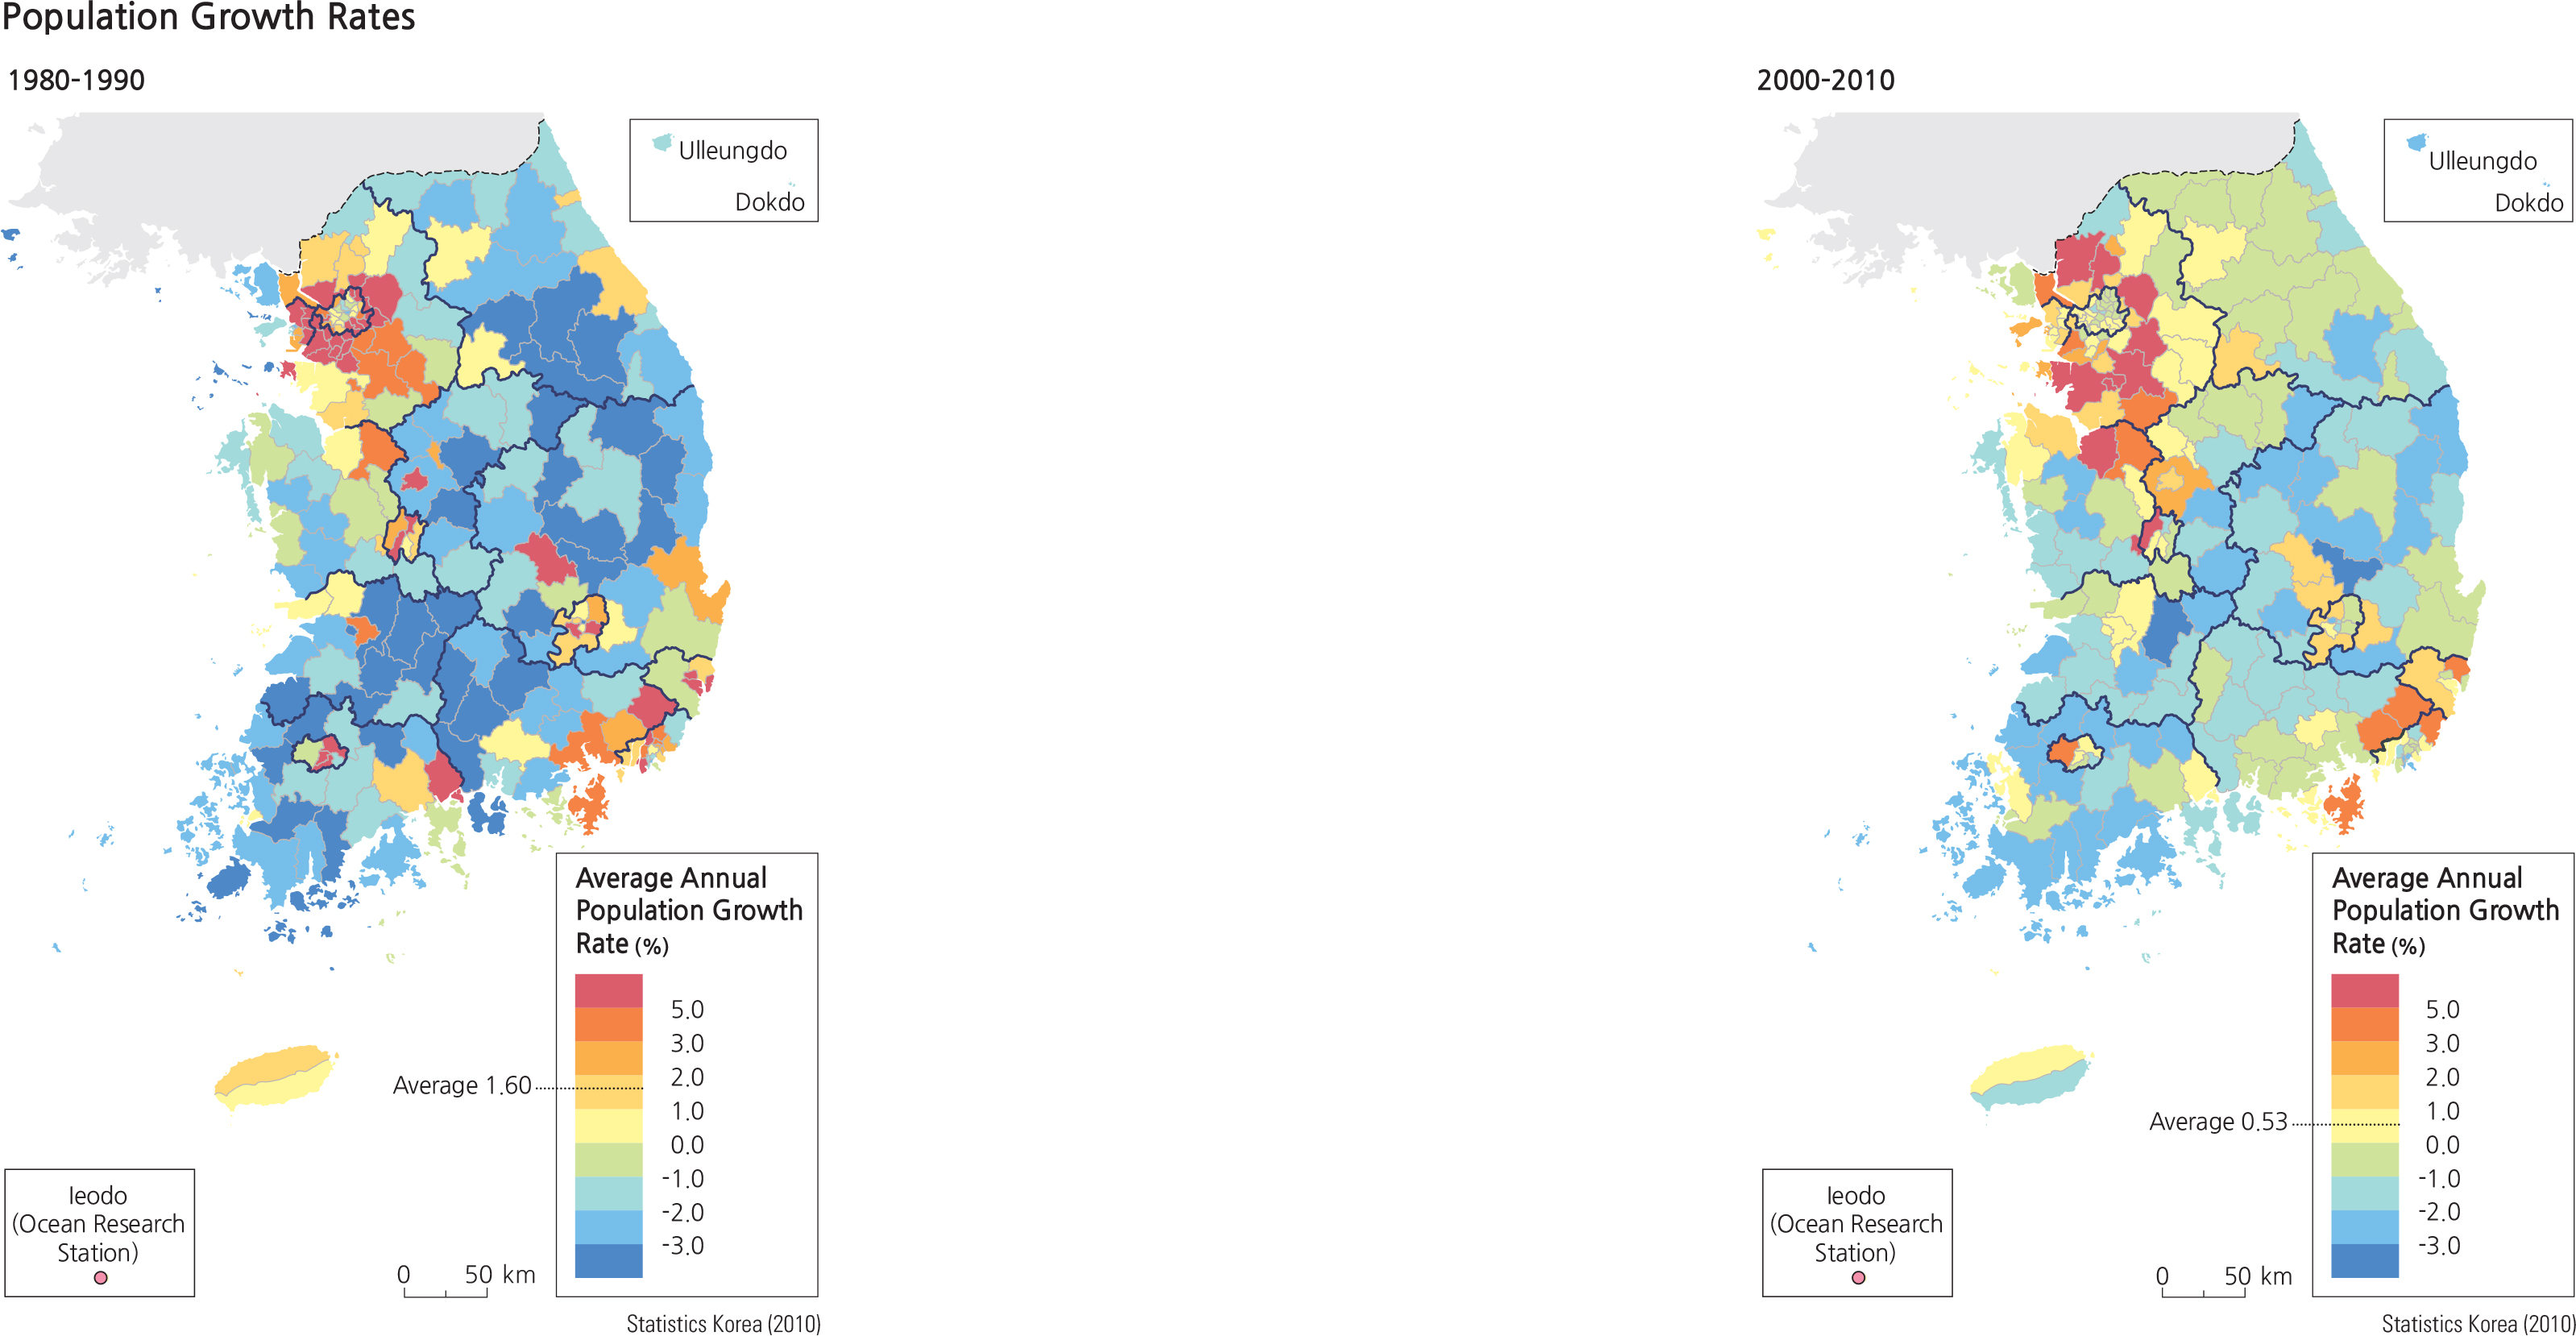 Population Growth Rates
1980-1990
Ulleungdo
Dokdo
Average Annual
Population Growth
Rate (%)
5.0
3.0
2.0
Average 1.60
1.0
0.0
-1.0
-2.0
-3.0
Ieodo
(Ocean Research
Station)
0 50 km
Statistics Korea (2010)
2000-2010
Ulleungdo
Dokdo
Average Annual
Population Growth
Rate (%)
5.0
3.0
2.0
1.0
Average 0.53
0.0
-1.0
-2.0
-3.0
Ieodo
(Ocean Research
Station)
0 50 km
Statistics Korea (2010)